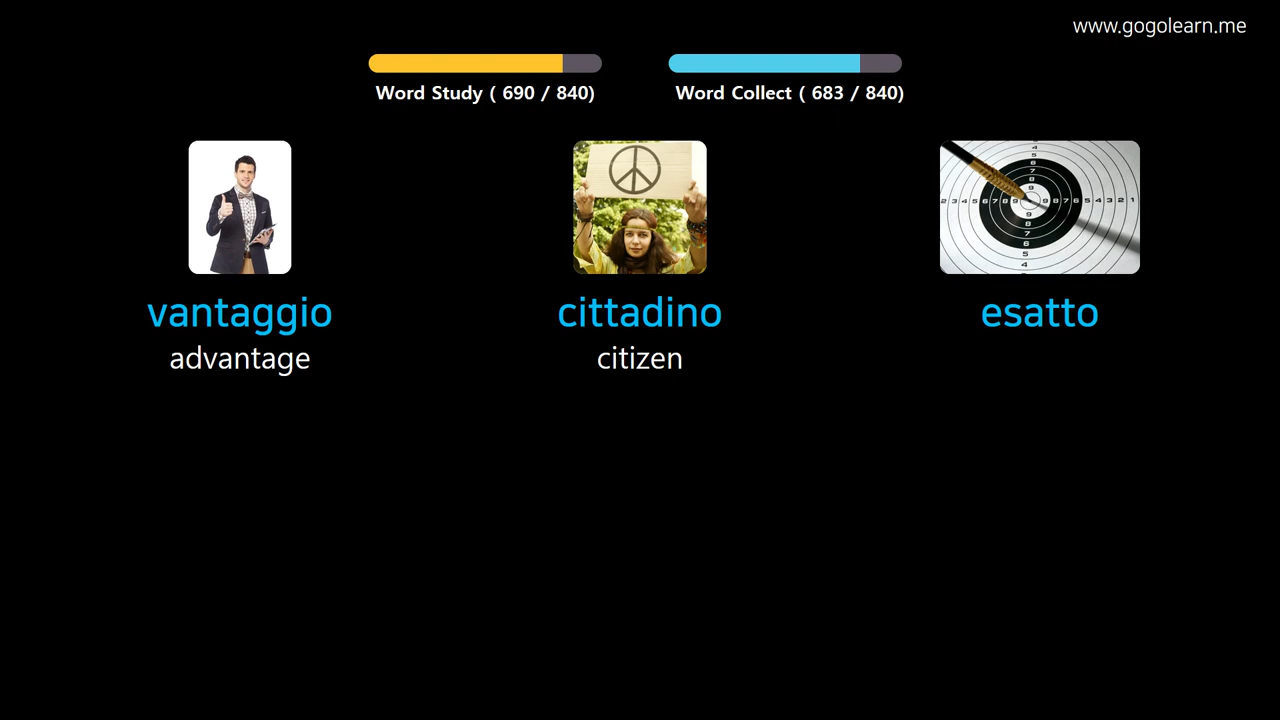 www.gogolearn.me
Word Study ( 690 / 840)
Word Collect ( 683 / 840)
vantaggio
advantage
cittadino
citizen
esatto